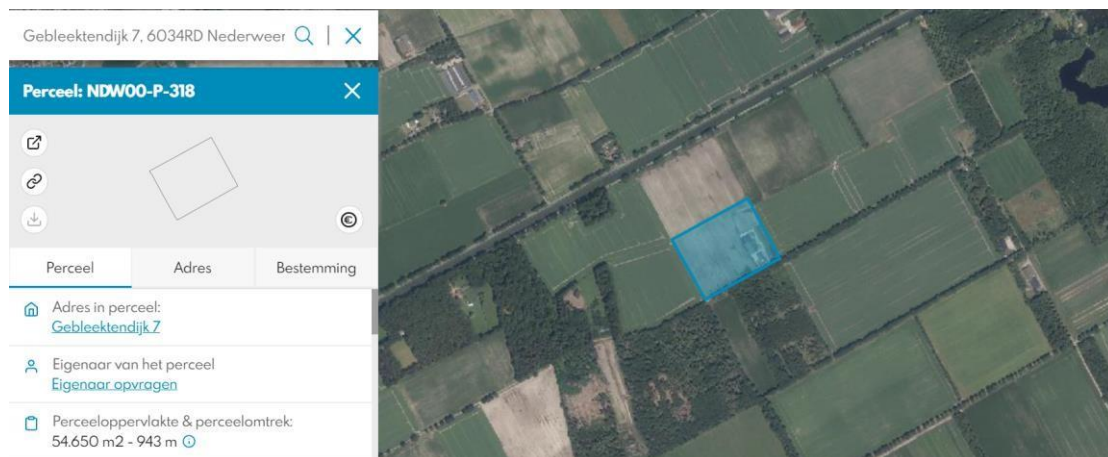 Gebleektendijk 7, 6034RD Nederweer
Perceel: NDW00-P-318
Perceel Adres Bestemming
Adres in perceel:
Gebleektendijk 7
Eigenaar van het perceel
Eigenaar opvragen
Perceeloppervlakte & perceelomtrek:
54.650 m2 - 943 m